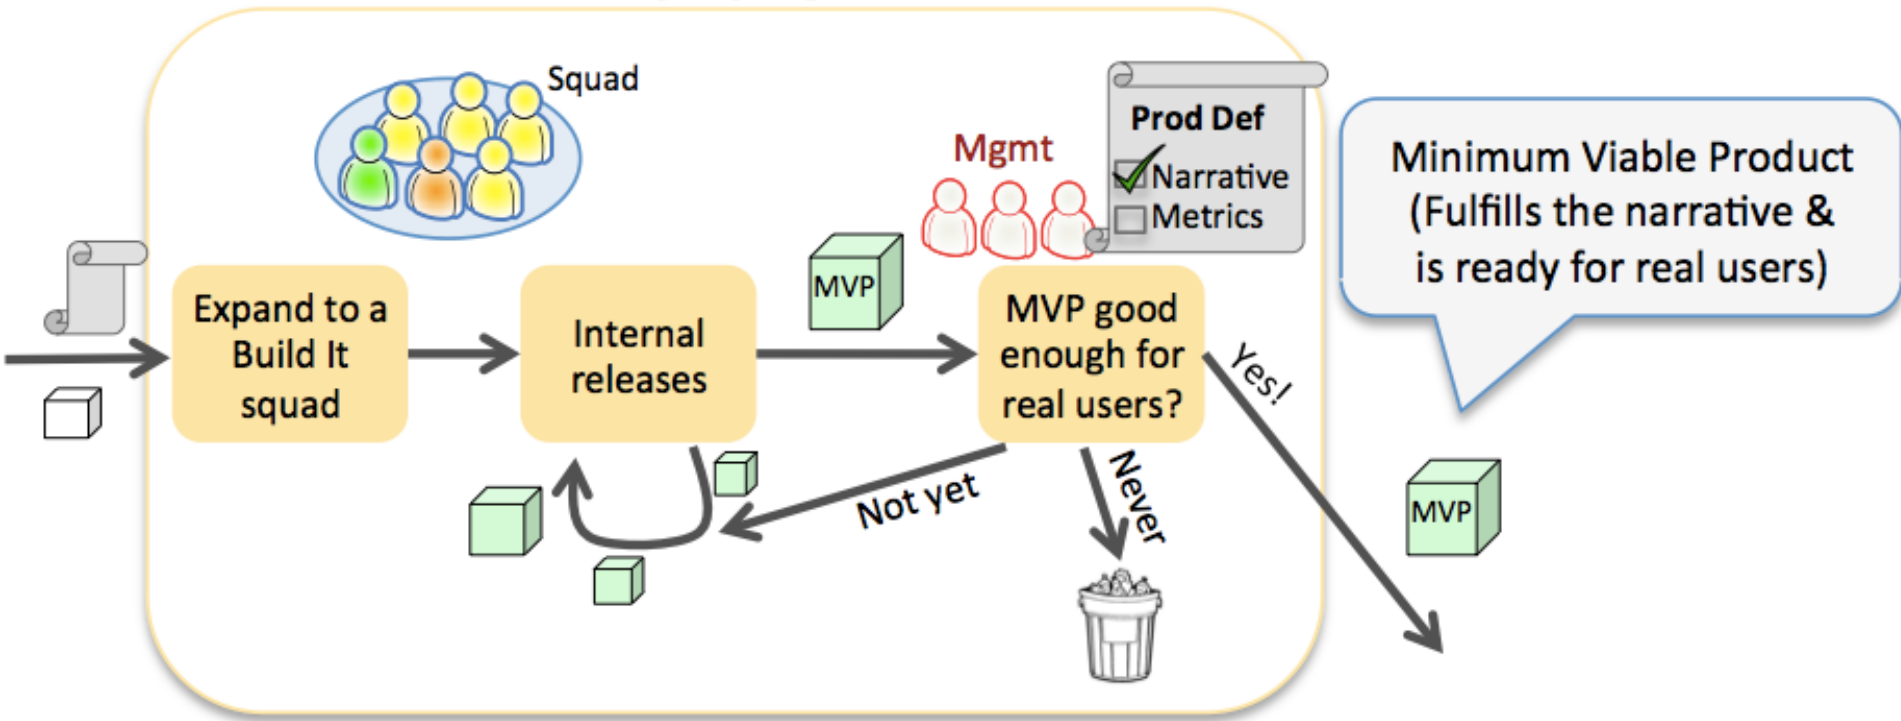 Squad
Mgmt
Prod Def
Narrative
Metrics
Minimum Viable Product
(Fulfills the narrative &
is ready for real users)
Expand to a
Build It
squad
Internal
releases
MVP
MVP good
enough for
real users?
Yes!
Not yet
Never
MVP